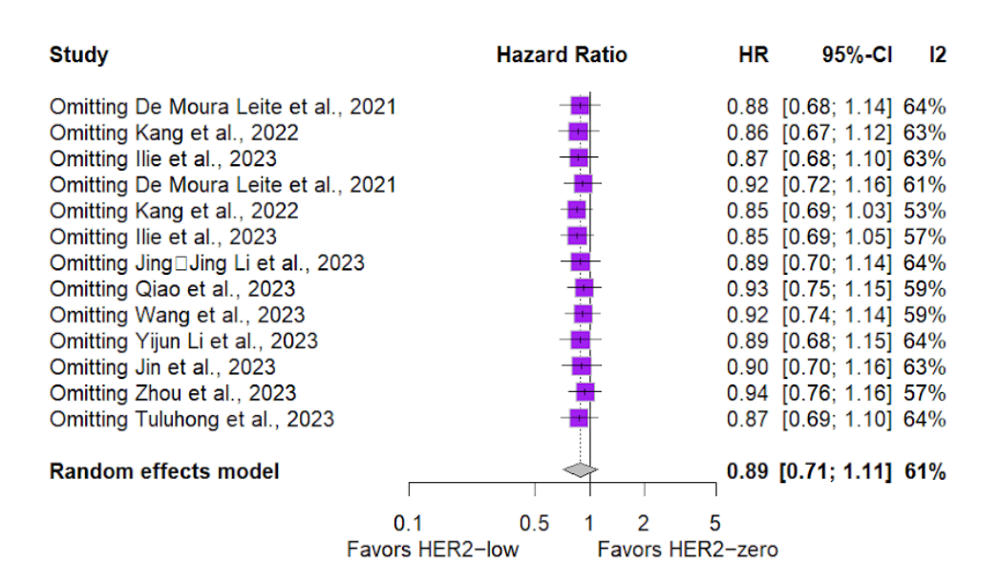 Study Hazard Ratio HR 95%-CI I2
Omitting De Moura Leite et al., 2021 0.88 [0.68; 1.14] 64%
Omitting Kang et al., 2022 0.86 [0.67; 1.12] 63%
Omitting Ilie et al., 2023 0.87 [0.68; 1.10] 63%
Omitting De Moura Leite et al., 2021 0.92 [0.72; 1.16] 61%
Omitting Kang et al., 2022 0.85 [0.69; 1.03] 53%
Omitting Ilie et al., 2023 0.85 [0.69; 1.05] 57%
Omitting Jing□Jing Li et al., 2023 0.89 [0.70; 1.14] 64%
Omitting Qiao et al., 2023 0.93 [0.75; 1.15] 59%
Omitting Wang et al., 2023 0.92 [0.74; 1.14] 59%
Omitting Yijun Li et al., 2023 0.89 [0.68; 1.15] 64%
Omitting Jin et al., 2023 0.90 [0.70; 1.16] 63%
Omitting Zhou et al., 2023 0.94 [0.76; 1.16] 57%
Omitting Tuluhong et al., 2023 0.87 [0.69; 1.10] 64%
Random effects model 0.89 [0.71; 1.11] 61%
0.1 0.5 1 2 5
Favors HER2−low Favors HER2−zero